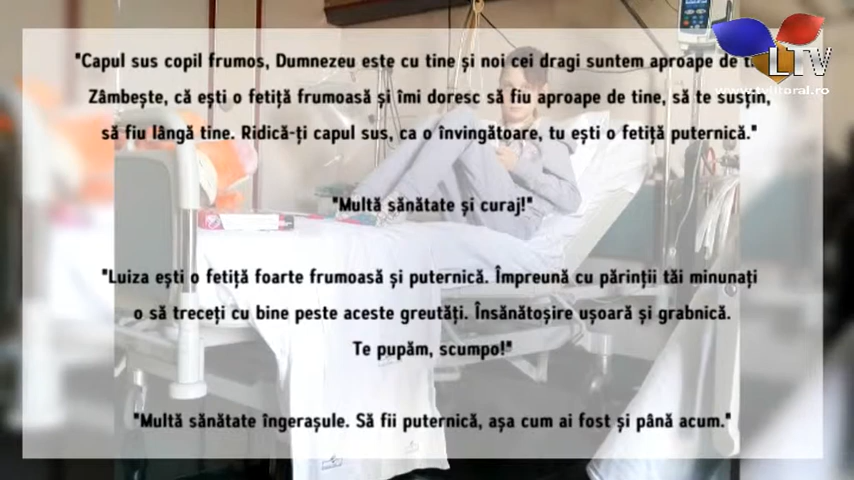 "Capul sus copil frumos, Dumnezeu este cu tine și noi cei dragi suntem aproape de
Zâmbește, că ești o fetiță frumoasă și îmi doresc să fiu aproape de tine, să te susțin,
să fiu lângă tine. Ridică-ți capul sus, ca o învingătoare, tu ești o fetiță puternică."
"Multă sănătate și curaj!"
"Luiza ești o fetiță foarte frumoasă și puternică. Împreună cu părinții tăi minunați
o să treceți cu bine peste aceste greutăți. Însănătoșire ușoară și grabnică.
Te pupăm, scumpo!"
"Multă sănătate îngerașule. Să fii puternică, așa cum ai fost și până acum."
LTV
www.tvlitoral.ro